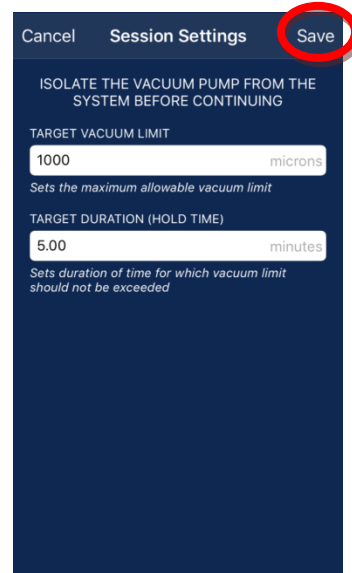 Cancel Session Settings Save
ISOLATE THE VACUUM PUMP FROM THE
SYSTEM BEFORE CONTINUING
TARGET VACUUM LIMIT
1000 microns
Sets the maximum allowable vacuum limit
TARGET DURATION (HOLD TIME)
5.00 minutes
Sets duration of time for which vacuum limit
should not be exceeded